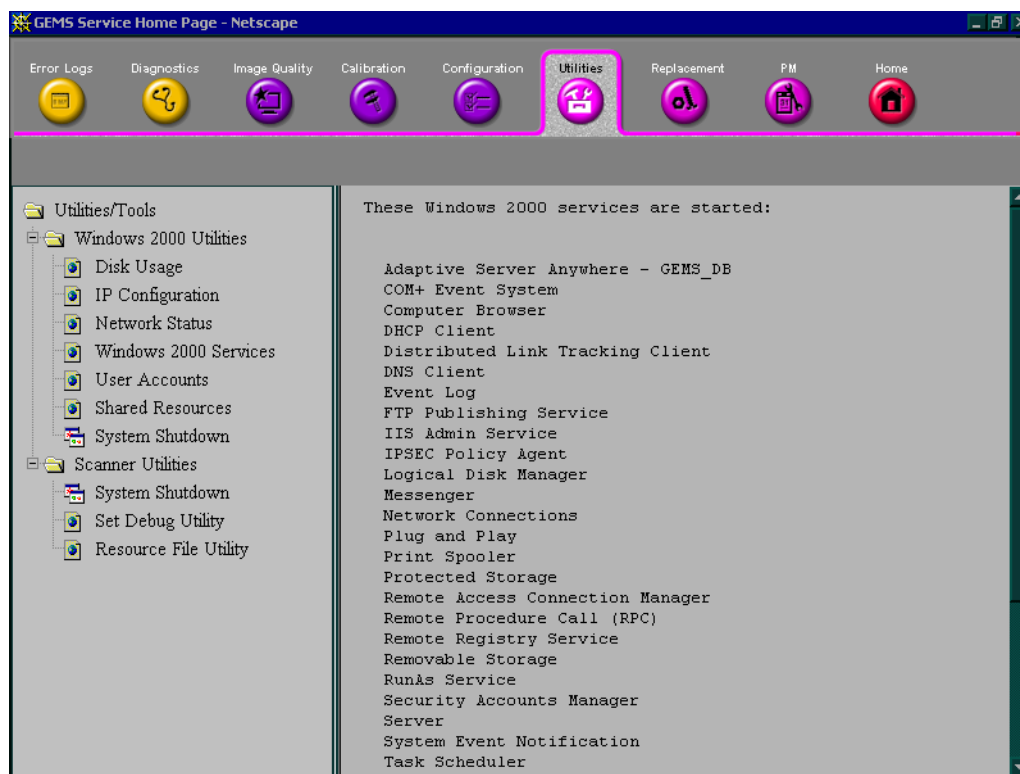 GEMS Service Home Page - Netscape
Error Logs Diagnostics Image Quality Calibration Configuration Utilities Replacement PM Home
Utilities/Tools
Windows 2000 Utilities
Disk Usage
IP Configuration
Network Status
Windows 2000 Services
User Accounts
Shared Resources
System Shutdown
Scanner Utilities
System Shutdown
Set Debug Utility
Resource File Utility
These Windows 2000 services are started:
Adaptive Server Anywhere - GEMS_DB
COM+ Event System
Computer Browser
DHCP Client
Distributed Link Tracking Client
DNS Client
Event Log
FTP Publishing Service
IIS Admin Service
IPSEC Policy Agent
Logical Disk Manager
Messenger
Network Connections
Plug and Play
Print Spooler
Protected Storage
Remote Access Connection Manager
Remote Procedure Call (RPC)
Remote Registry Service
Removable Storage
RunAs Service
Security Accounts Manager
Server
System Event Notification
Task Scheduler